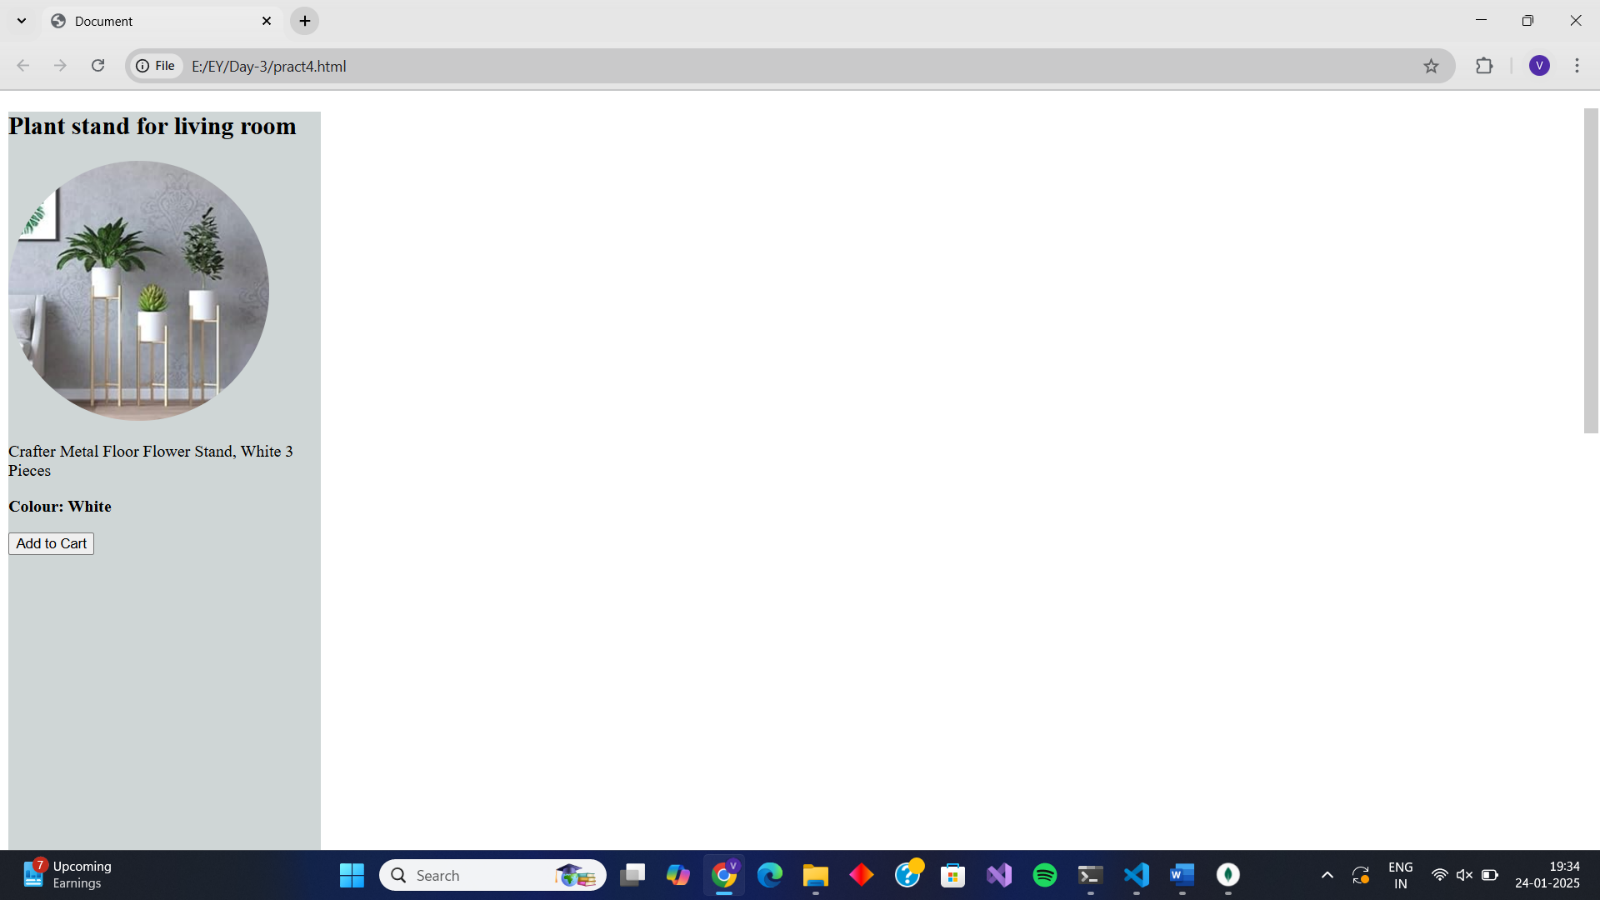 Document
File
E:/EY/Day-3/pract4.html
V
Plant stand for living room
Crafter Metal Floor Flower Stand, White 3
Pieces
Colour: White
Add to Cart
7
Upcoming
Earnings
Search
V
ENG
IN
19:34
24-01-2025